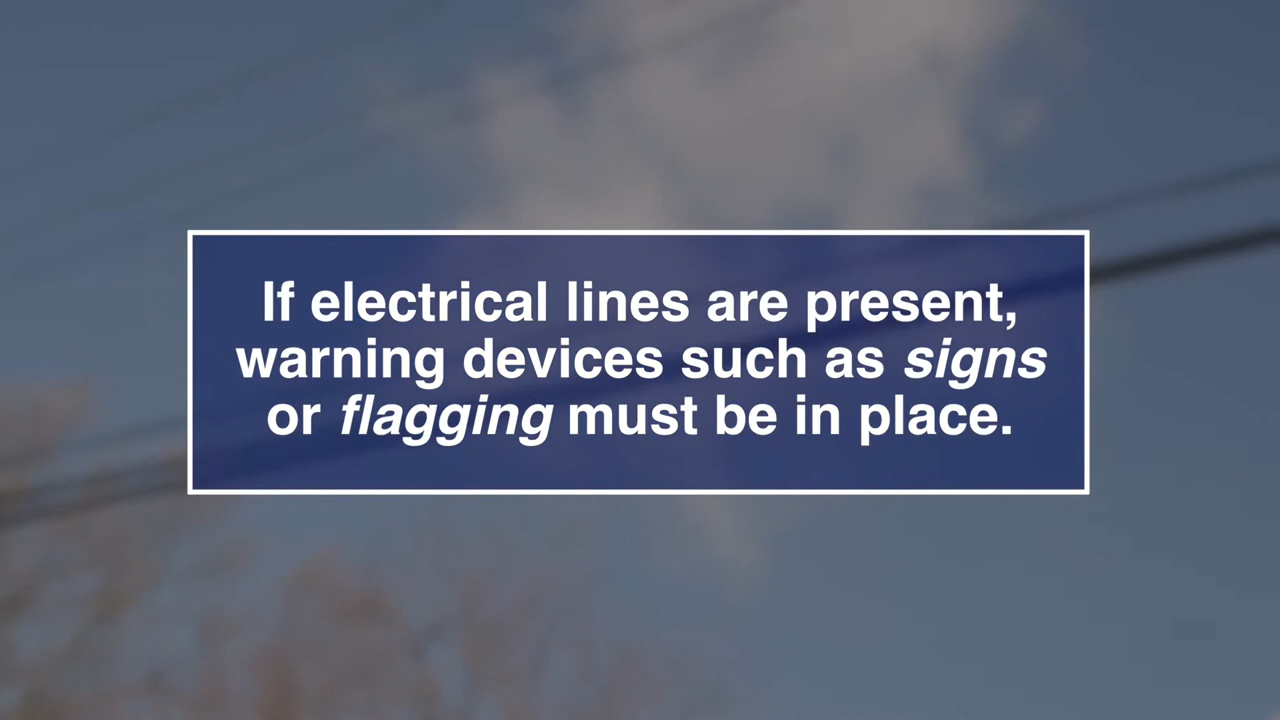 If electrical lines are present,
warning devices such as signs
or flagging must be in place.